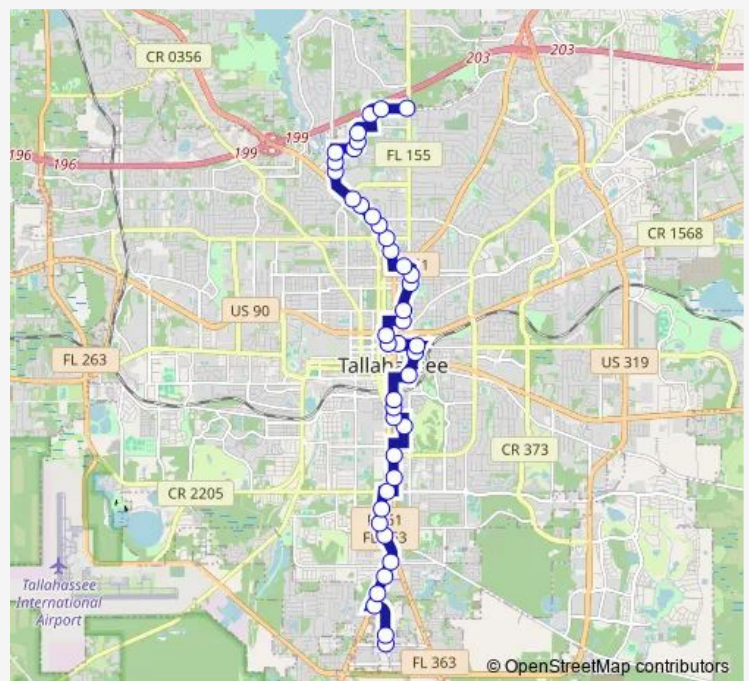 203
203
CR 0356
199
199
196
196
FL 155
CR 1568
US 90
FL 263
Tallahassee
US 319
CR 373
CR 2205
Tallahassee
International
Airport
FL 363
© OpenStreetMap contributors